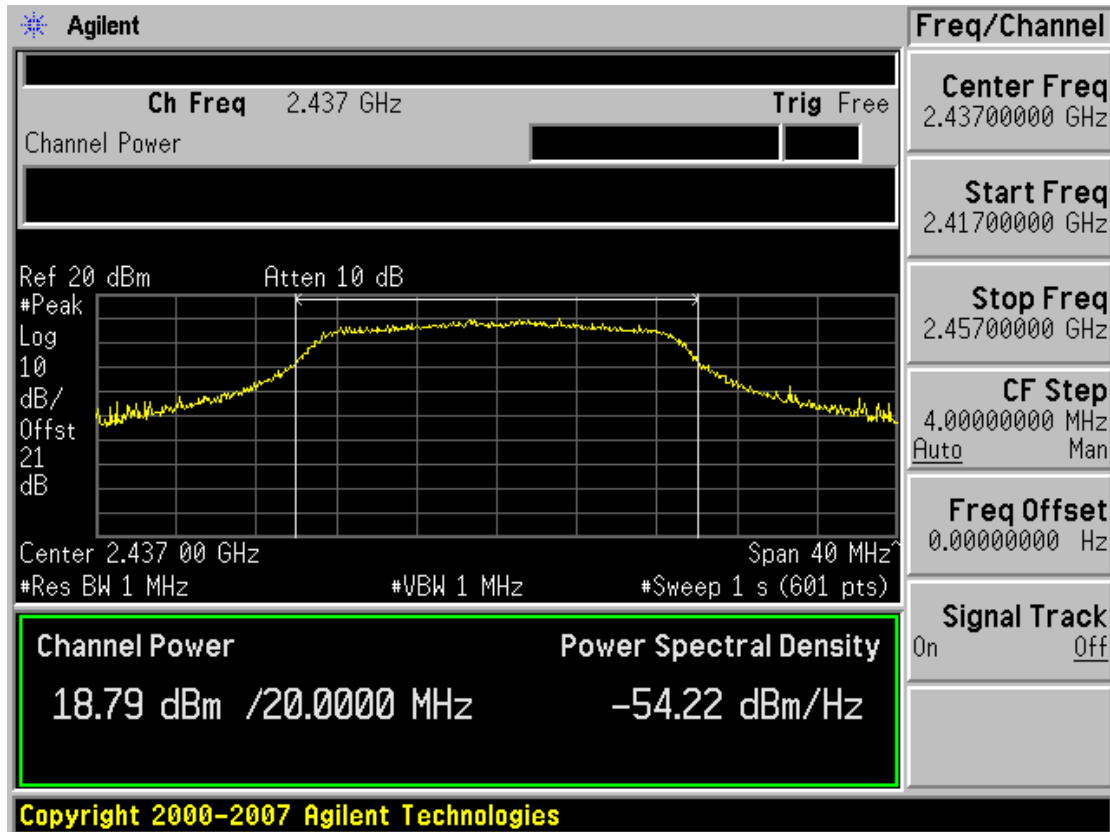 Agilent
Freq/Channel
Ch Freq 2.437 GHz Trig Free
Channel Power
Ref 20 dBm Atten 10 dB
#Peak
Log
10
dB/
Offst
21
dB
Center 2.437 00 GHz Span 40 MHz^
#Res BW 1 MHz #VBW 1 MHz #Sweep 1 s (601 pts)
Channel Power Power Spectral Density
18.79 dBm /20.0000 MHz -54.22 dBm/Hz
Center Freq
2.43700000 GHz
Start Freq
2.41700000 GHz
Stop Freq
2.45700000 GHz
CF Step
4.00000000 MHz
Auto Man
Freq Offset
0.00000000 Hz
Signal Track
On Off
Copyright 2000-2007 Agilent Technologies